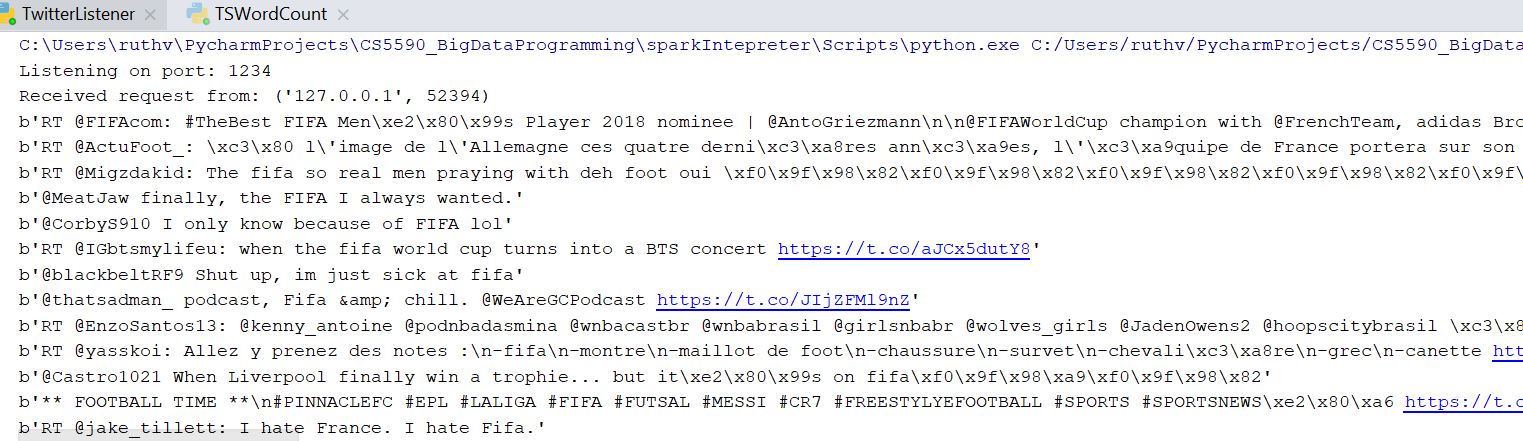 TwitterListener × TSWordCount ×
C:\Users\ruthv\PycharmProjects\CS5590_BigDataProgramming\sparkIntepreter\Scripts\python.exe C:/Users/ruthv/PycharmProjects/CS5590_BigData
Listening on port: 1234
Received request from: ('127.0.0.1', 52394)
b'RT @FIFAcom: #TheBest FIFA Men\xe2\x80\x99s Player 2018 nominee | @AntoGriezmann\n\n@FIFAWorldCup champion with @FrenchTeam, adidas Bro
b'RT @ActuFoot_: \xc3\x80 l\'image de l\'Allemagne ces quatre derni\xc3\xa8res ann\xc3\xa9es, l\'\xc3\xa9quipe de France portera sur son
b'RT @Migzdakid: The fifa so real men praying with deh foot oui \xf0\x9f\x98\x82\xf0\x9f\x98\x82\xf0\x9f\x98\x82\xf0\x9f\x98\x82\xf0\x9f\
b'@MeatJaw finally, the FIFA I always wanted.'
b'@CorbyS910 I only know because of FIFA lol'
b'RT @IGbtsmylifeu: when the fifa world cup turns into a BTS concert https://t.co/aJCx5dutY8'
b'@blackbeltRF9 Shut up, im just sick at fifa'
b'@thatsadman_ podcast, Fifa &amp; chill. @WeAreGCPodcast https://t.co/JIjZFMl9nZ'
b'RT @EnzoSantos13: @kenny_antoine @podnbadasmina @wnbacastbr @wnbabrasil @girlsnbabr @wolves_girls @JadenOwens2 @hoopscitybrasil \xc3\x8
b'RT @yasskoi: Allez y prenez des notes :\n-fifa\n-montre\n-maillot de foot\n-chaussure\n-survet\n-chevali\xc3\xa8re\n-grec\n-canette htt
b'@Castro1021 When Liverpool finally win a trophie... but it\xe2\x80\x99s on fifa\xf0\x9f\x98\xa9\xf0\x9f\x98\x82'
b'** FOOTBALL TIME **\n#PINNACLEFC #EPL #LALIGA #FIFA #FUTSAL #MESSI #CR7 #FREESTYLYEFOOTBALL #SPORTS #SPORTSNEWS\xe2\x80\xa6 https://t.c
b'RT @jake_tillett: I hate France. I hate Fifa.'